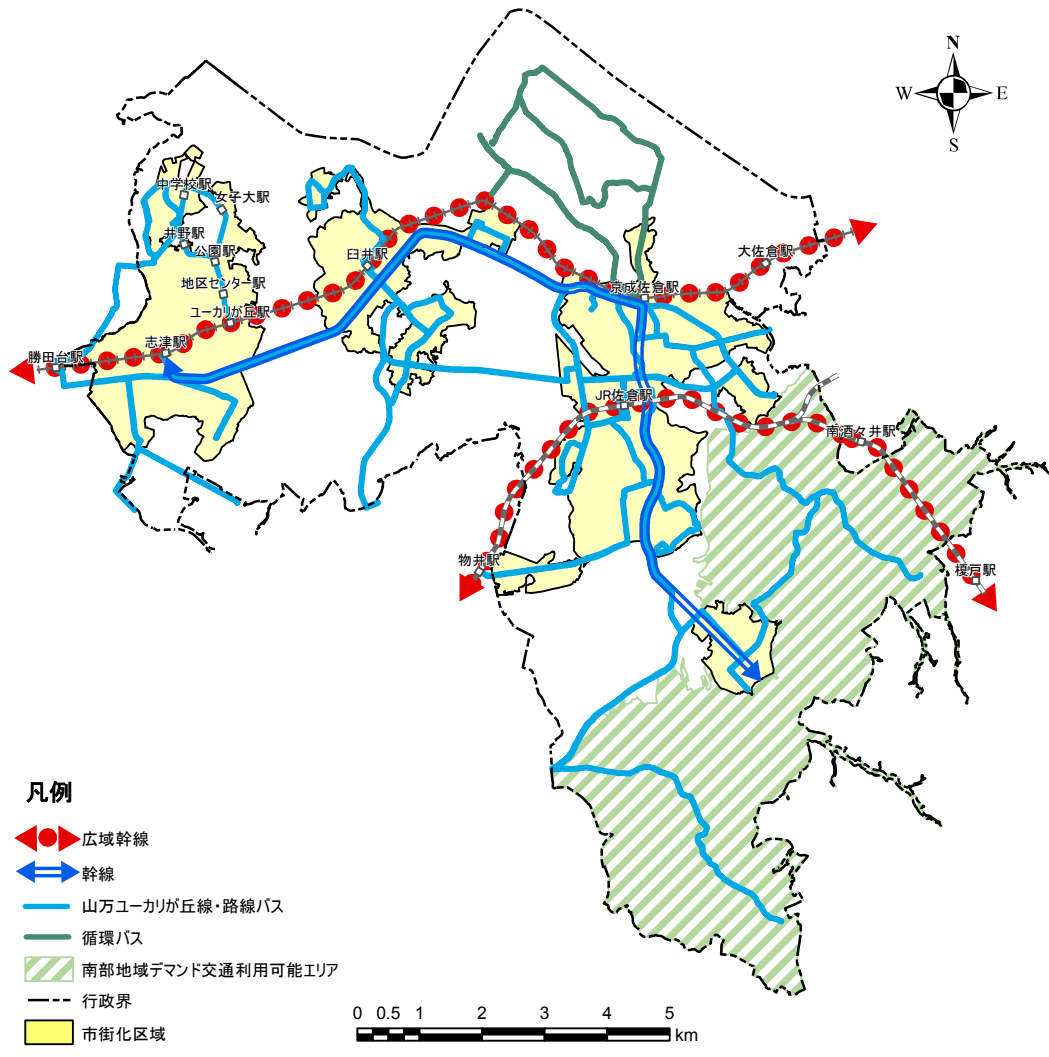 N
W E
S
中学校駅
女子大駅
井野駅
公園駅
地区センター駅
ユーカリが丘駅
志津駅
勝田台駅
臼井駅
京成佐倉駅
大佐倉駅
JR佐倉駅
南酒々井駅
物井駅
榎戸駅
凡例
広域幹線
幹線
山万ユーカリが丘線・路線バス
循環バス
南部地域デマンド交通利用可能エリア
行政界
市街化区域
0 0.5 1 2 3 4 5
km